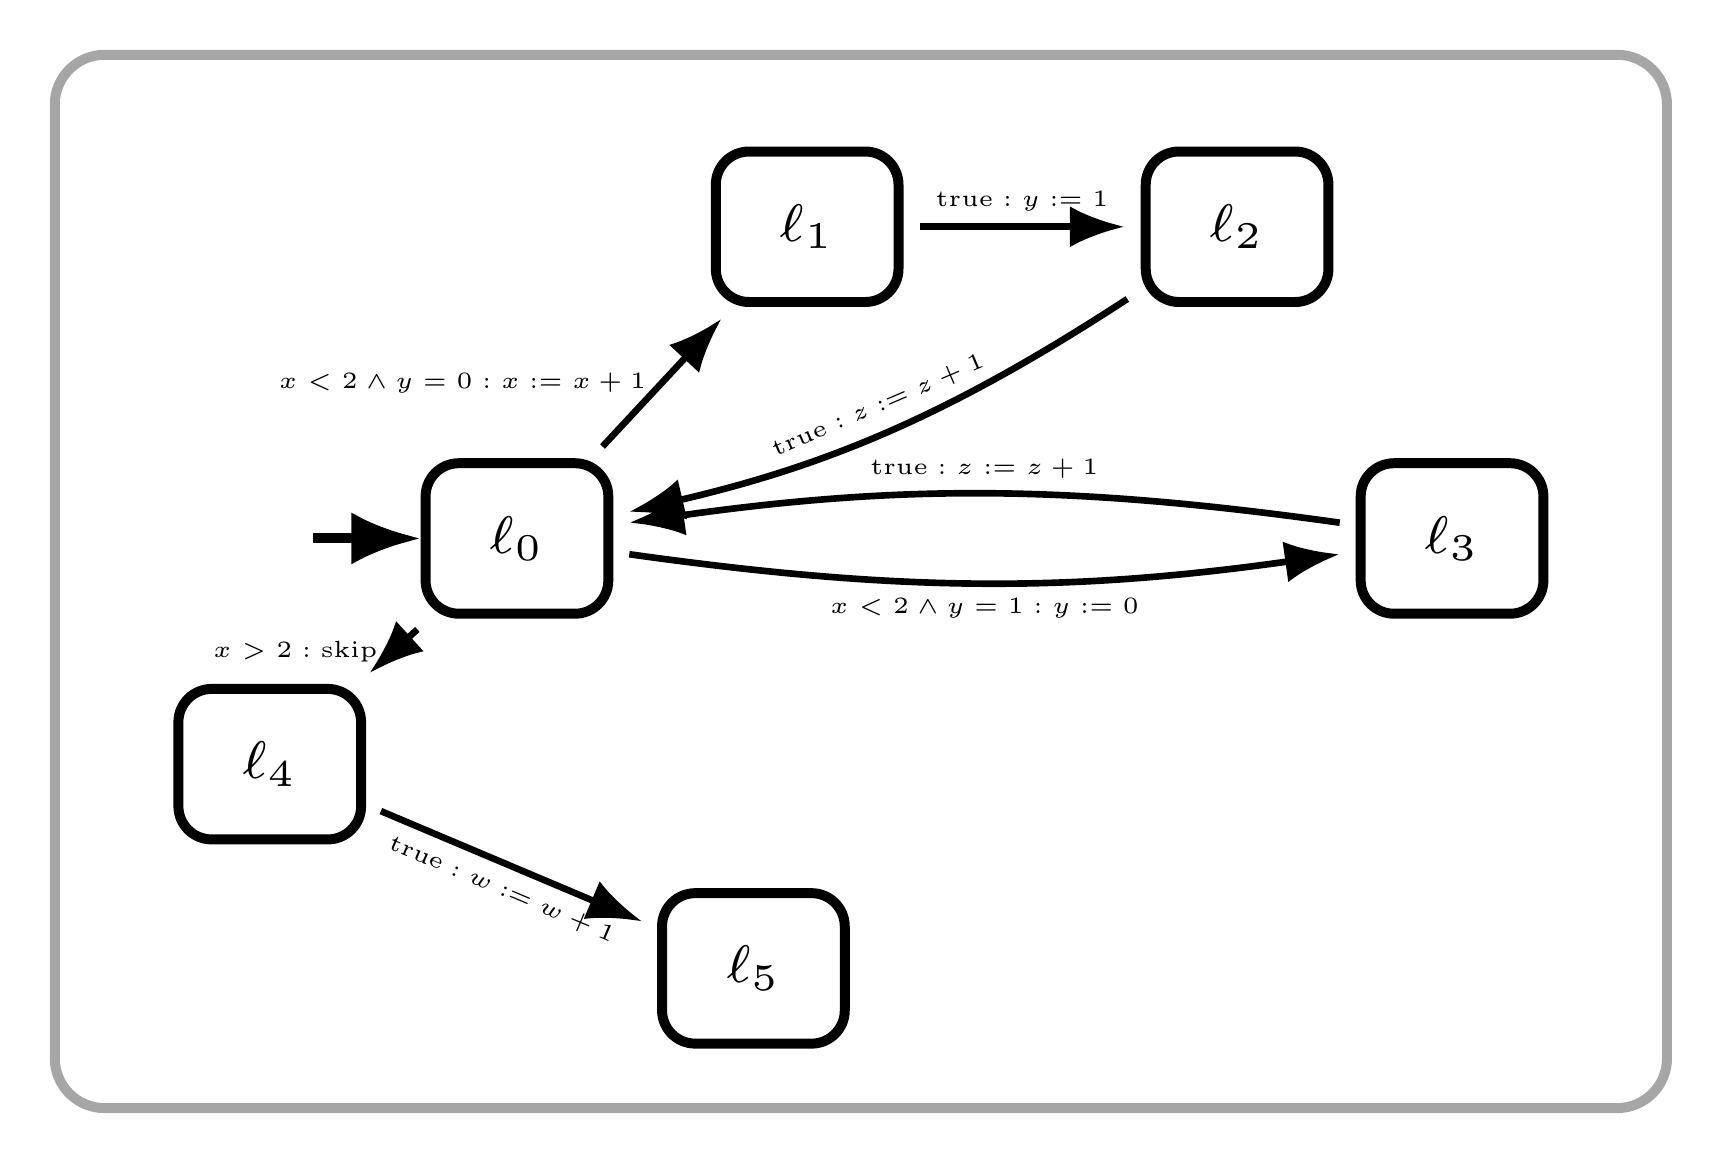 true : y := 1
ℓ₁
ℓ₂
x < 2 ∧ y = 0 : x := x + 1
true : z := z + 1
true : z := z + 1
ℓ₀
ℓ₃
x < 2 ∧ y = 1 : y := 0
x > 2 : skip
ℓ₄
true : w := w + 1
ℓ₅